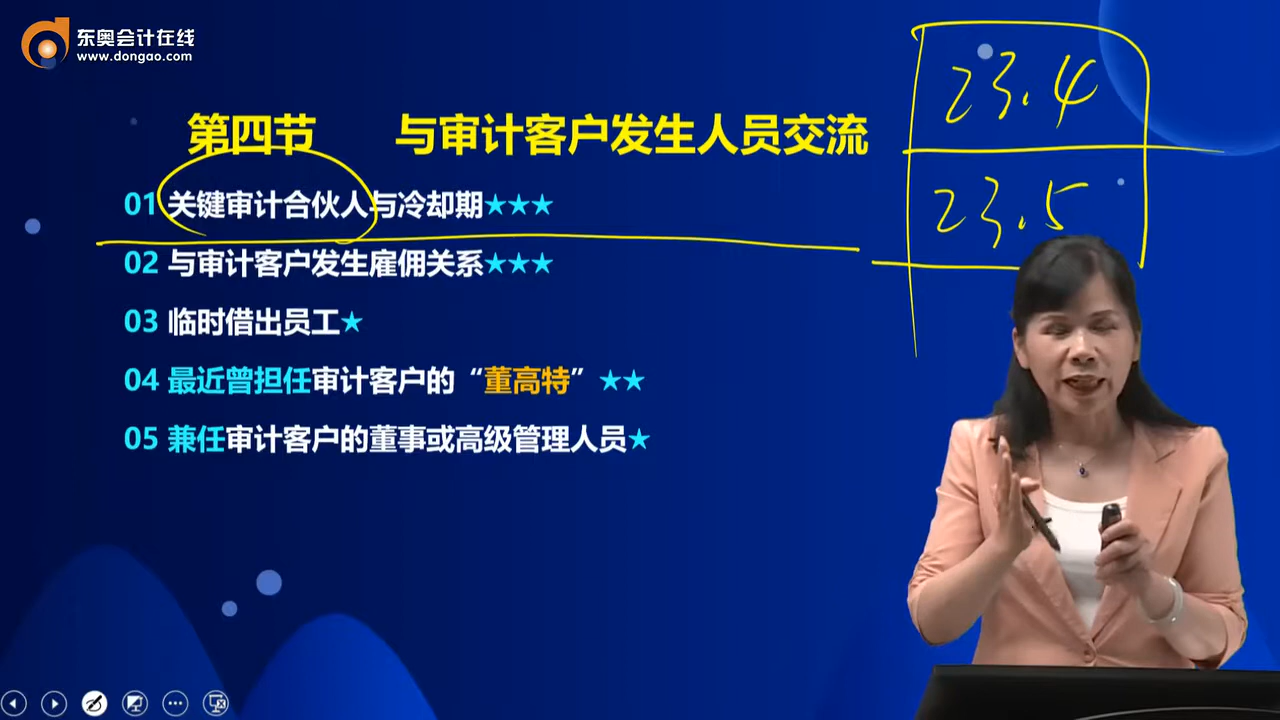 东奥会计在线
www.dongao.com
23.4
第四节 与审计客户发生人员交流
23.5
01 关键审计合伙人与冷却期★★★
02 与审计客户发生雇佣关系★★★
03 临时借出员工★
04 最近曾担任审计客户的“董高特”★★
05 兼任审计客户的董事或高级管理人员★